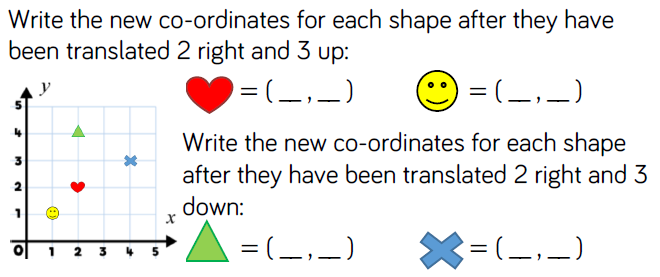 Write the new co-ordinates for each shape after they have
been translated 2 right and 3 up:
y
5
4
3
2
1
0 1 2 3 4 5
x
= (__,__) = (__,__)
Write the new co-ordinates for each shape
after they have been translated 2 right and 3
down:
= (__,__) = (__,__)